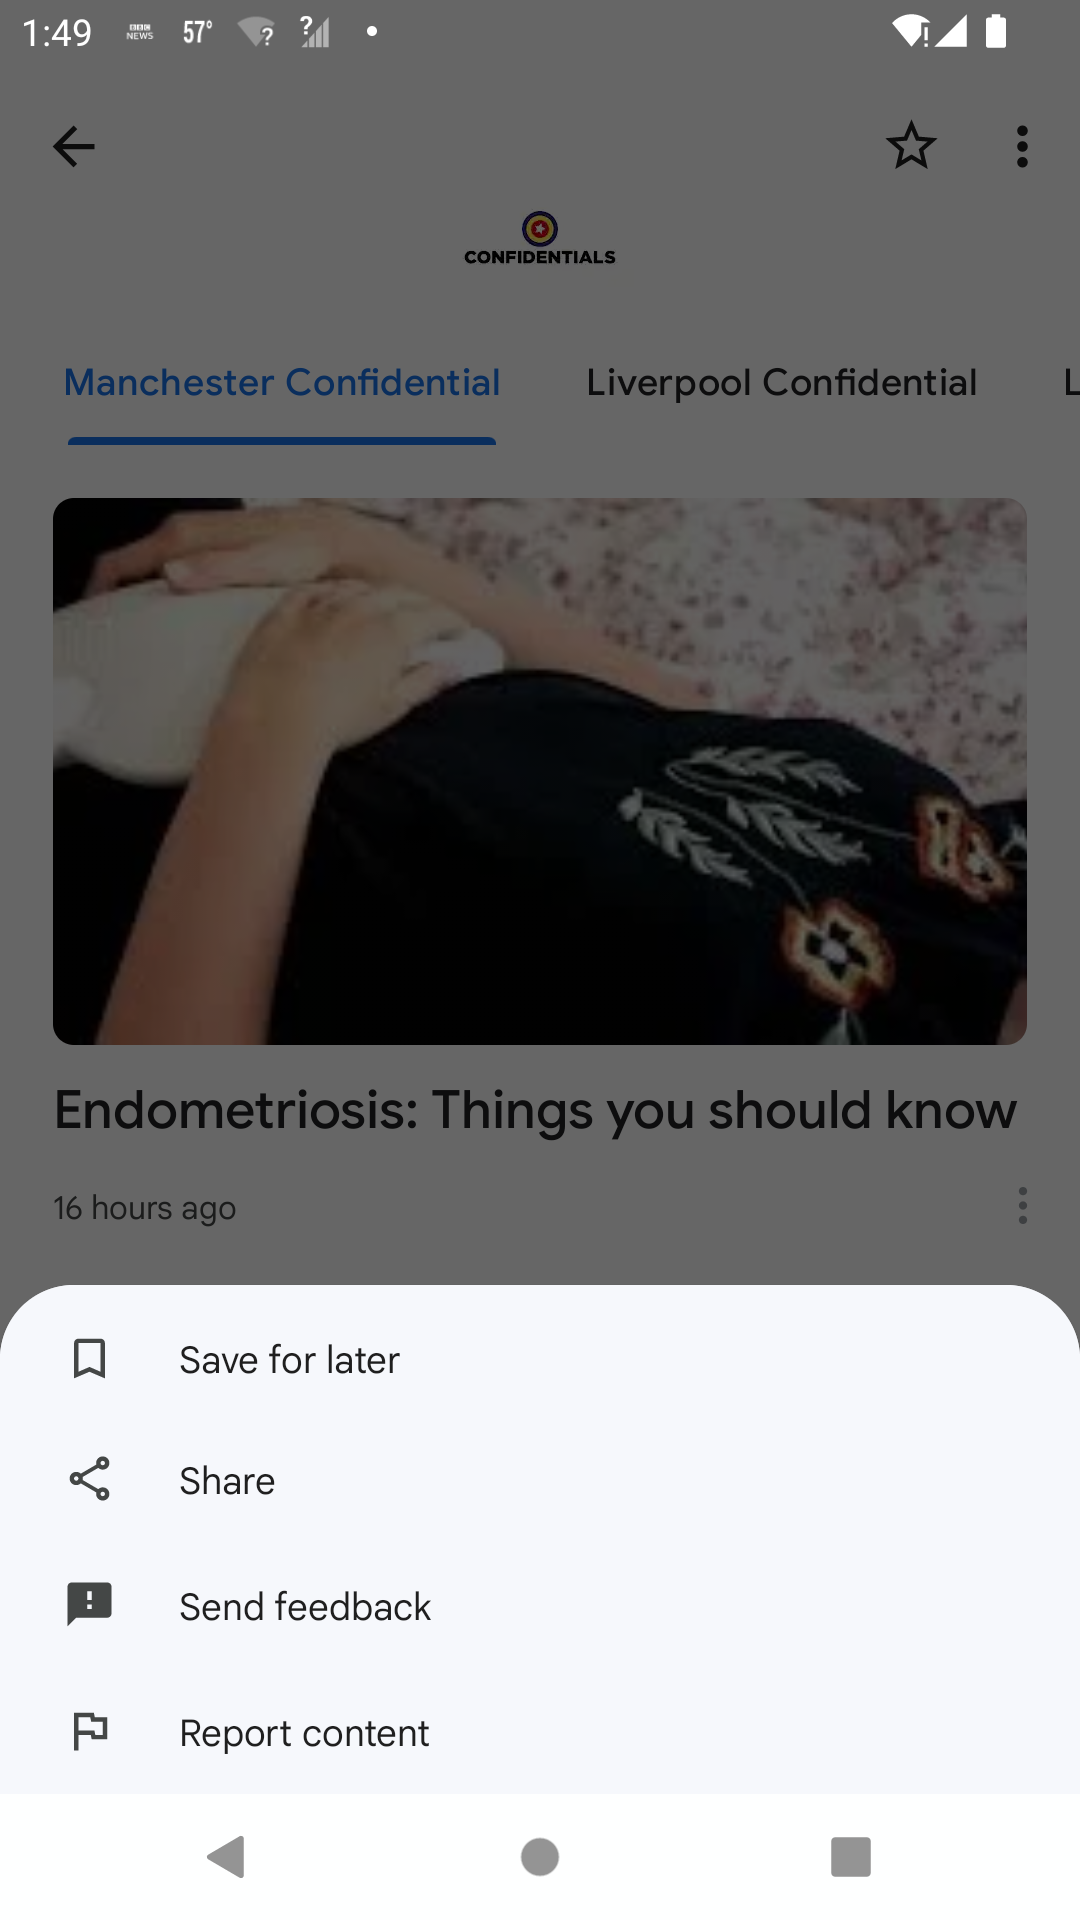 1:49 BBC NEWS 57°
CONFIDENTIALS
Manchester Confidential Liverpool Confidential L
Endometriosis: Things you should know
16 hours ago
Save for later
Share
Send feedback
Report content